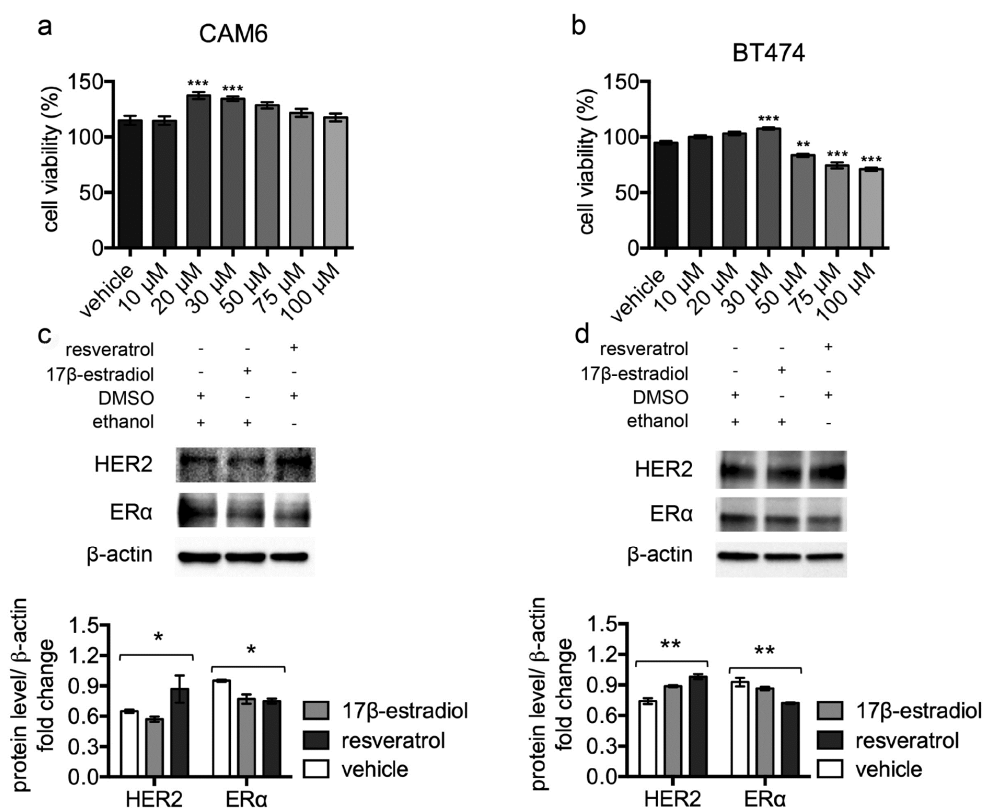 a
CAM6
cell viability (%)
150
100
50
0
*** ***
vehicle
10 μM
20 μM
30 μM
50 μM
75 μM
100 μM
b
BT474
cell viability (%)
150
100
50
0
*** ** *** ***
vehicle
10 μM
20 μM
30 μM
50 μM
75 μM
100 μM
c
resveratrol - - +
17β-estradiol - + -
DMSO + - +
ethanol + + -
HER2
ERα
β-actin
protein level/ β-actin
fold change
1.5
1.2
0.9
0.6
0.3
0.0
* *
HER2 ERα
17β-estradiol
resveratrol
vehicle
d
resveratrol - - +
17β-estradiol - + -
DMSO + - +
ethanol + + -
HER2
ERα
β-actin
protein level/ β-actin
fold change
1.5
1.2
0.9
0.6
0.3
0.0
** **
HER2 ERα
17β-estradiol
resveratrol
vehicle